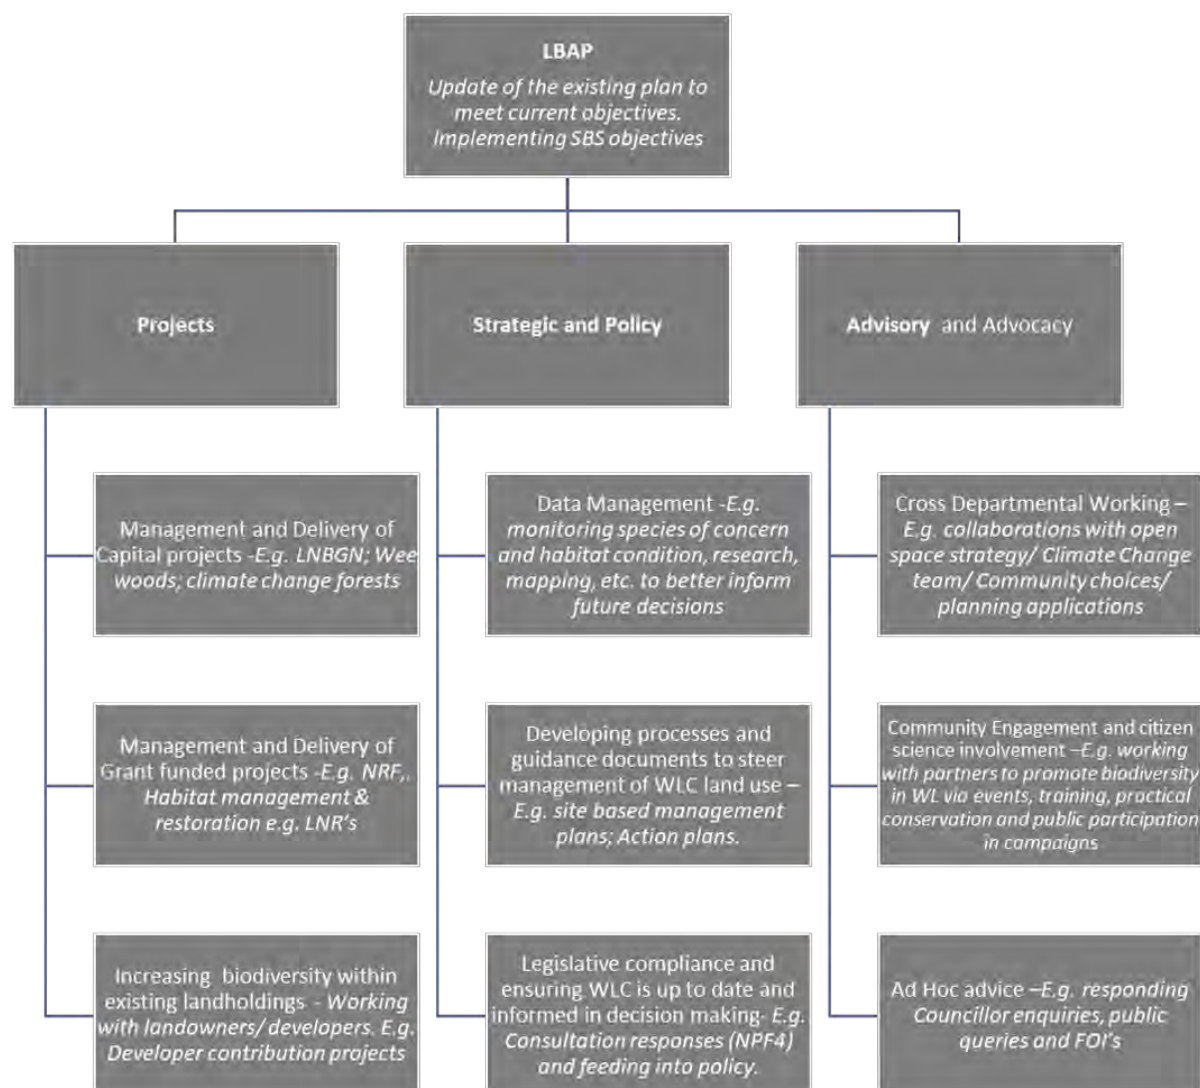 LBAP
Update of the existing plan to
meet current objectives.
Implementing SBS objectives
Projects
Strategic and Policy
Advisory and Advocacy
Management and Delivery of
Capital projects -E.g. LNBGN; Wee
woods; climate change forests
Data Management -E.g.
monitoring species of concern
and habitat condition, research,
mapping, etc. to better inform
future decisions
Cross Departmental Working –
E.g. collaborations with open
space strategy/ Climate Change
team/ Community choices/
planning applications
Management and Delivery of
Grant funded projects -E.g. NRF,..
Habitat management &
restoration e.g. LNR's
Developing processes and
guidance documents to steer
management of WLC land use –
E.g. site based management
plans; Action plans.
Community Engagement and citizen
science involvement –E.g. working
with partners to promote biodiversity
in WL via events, training, practical
conservation and public participation
in campaigns
Increasing biodiversity within
existing landholdings - Working
with landowners/ developers. E.g.
Developer contribution projects
Legislative compliance and
ensuring WLC is up to date and
informed in decision making- E.g.
Consultation responses (NPF4)
and feeding into policy.
Ad Hoc advice –E.g. responding
Councillor enquiries, public
queries and FOI's